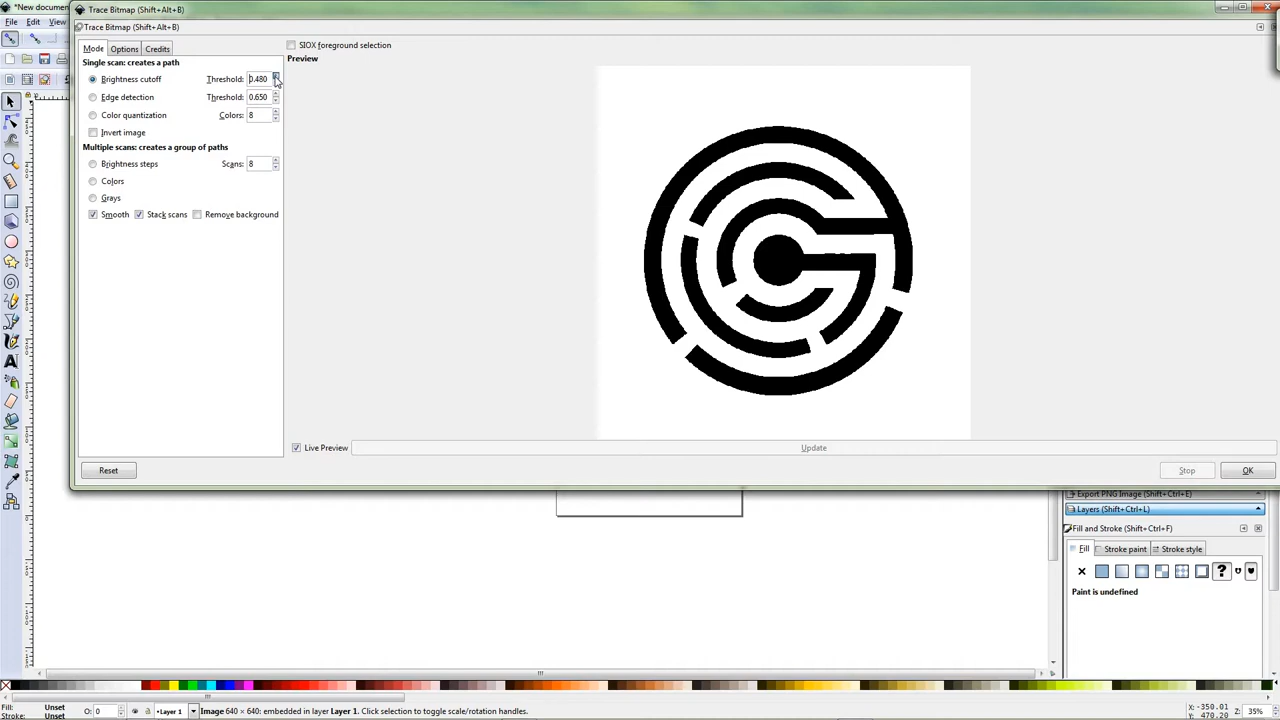 *New documen
Trace Bitmap (Shift+Alt+B)
File Edit View
Trace Bitmap (Shift+Alt+B)
Mode Options Credits
SIOX foreground selection
Single scan: creates a path
Preview
Brightness cutoff Threshold: 0.480
Edge detection Threshold: 0.650
Color quantization Colors: 8
Invert image
Multiple scans: creates a group of paths
Brightness steps Scans: 8
Colors
Grays
Smooth Stack scans Remove background
Live Preview Update
Reset Stop OK
Export PNG Image (Shift+Ctrl+E)
Layers (Shift+Ctrl+L)
Fill and Stroke (Shift+Ctrl+F)
Fill Stroke paint Stroke style
Paint is undefined
Fill: Unset
Stroke: Unset
O: 0
Layer 1
Image 640 × 640: embedded in layer Layer 1. Click selection to toggle scale/rotation handles.
X: -350.01
Y: 470.20
Z: 35%